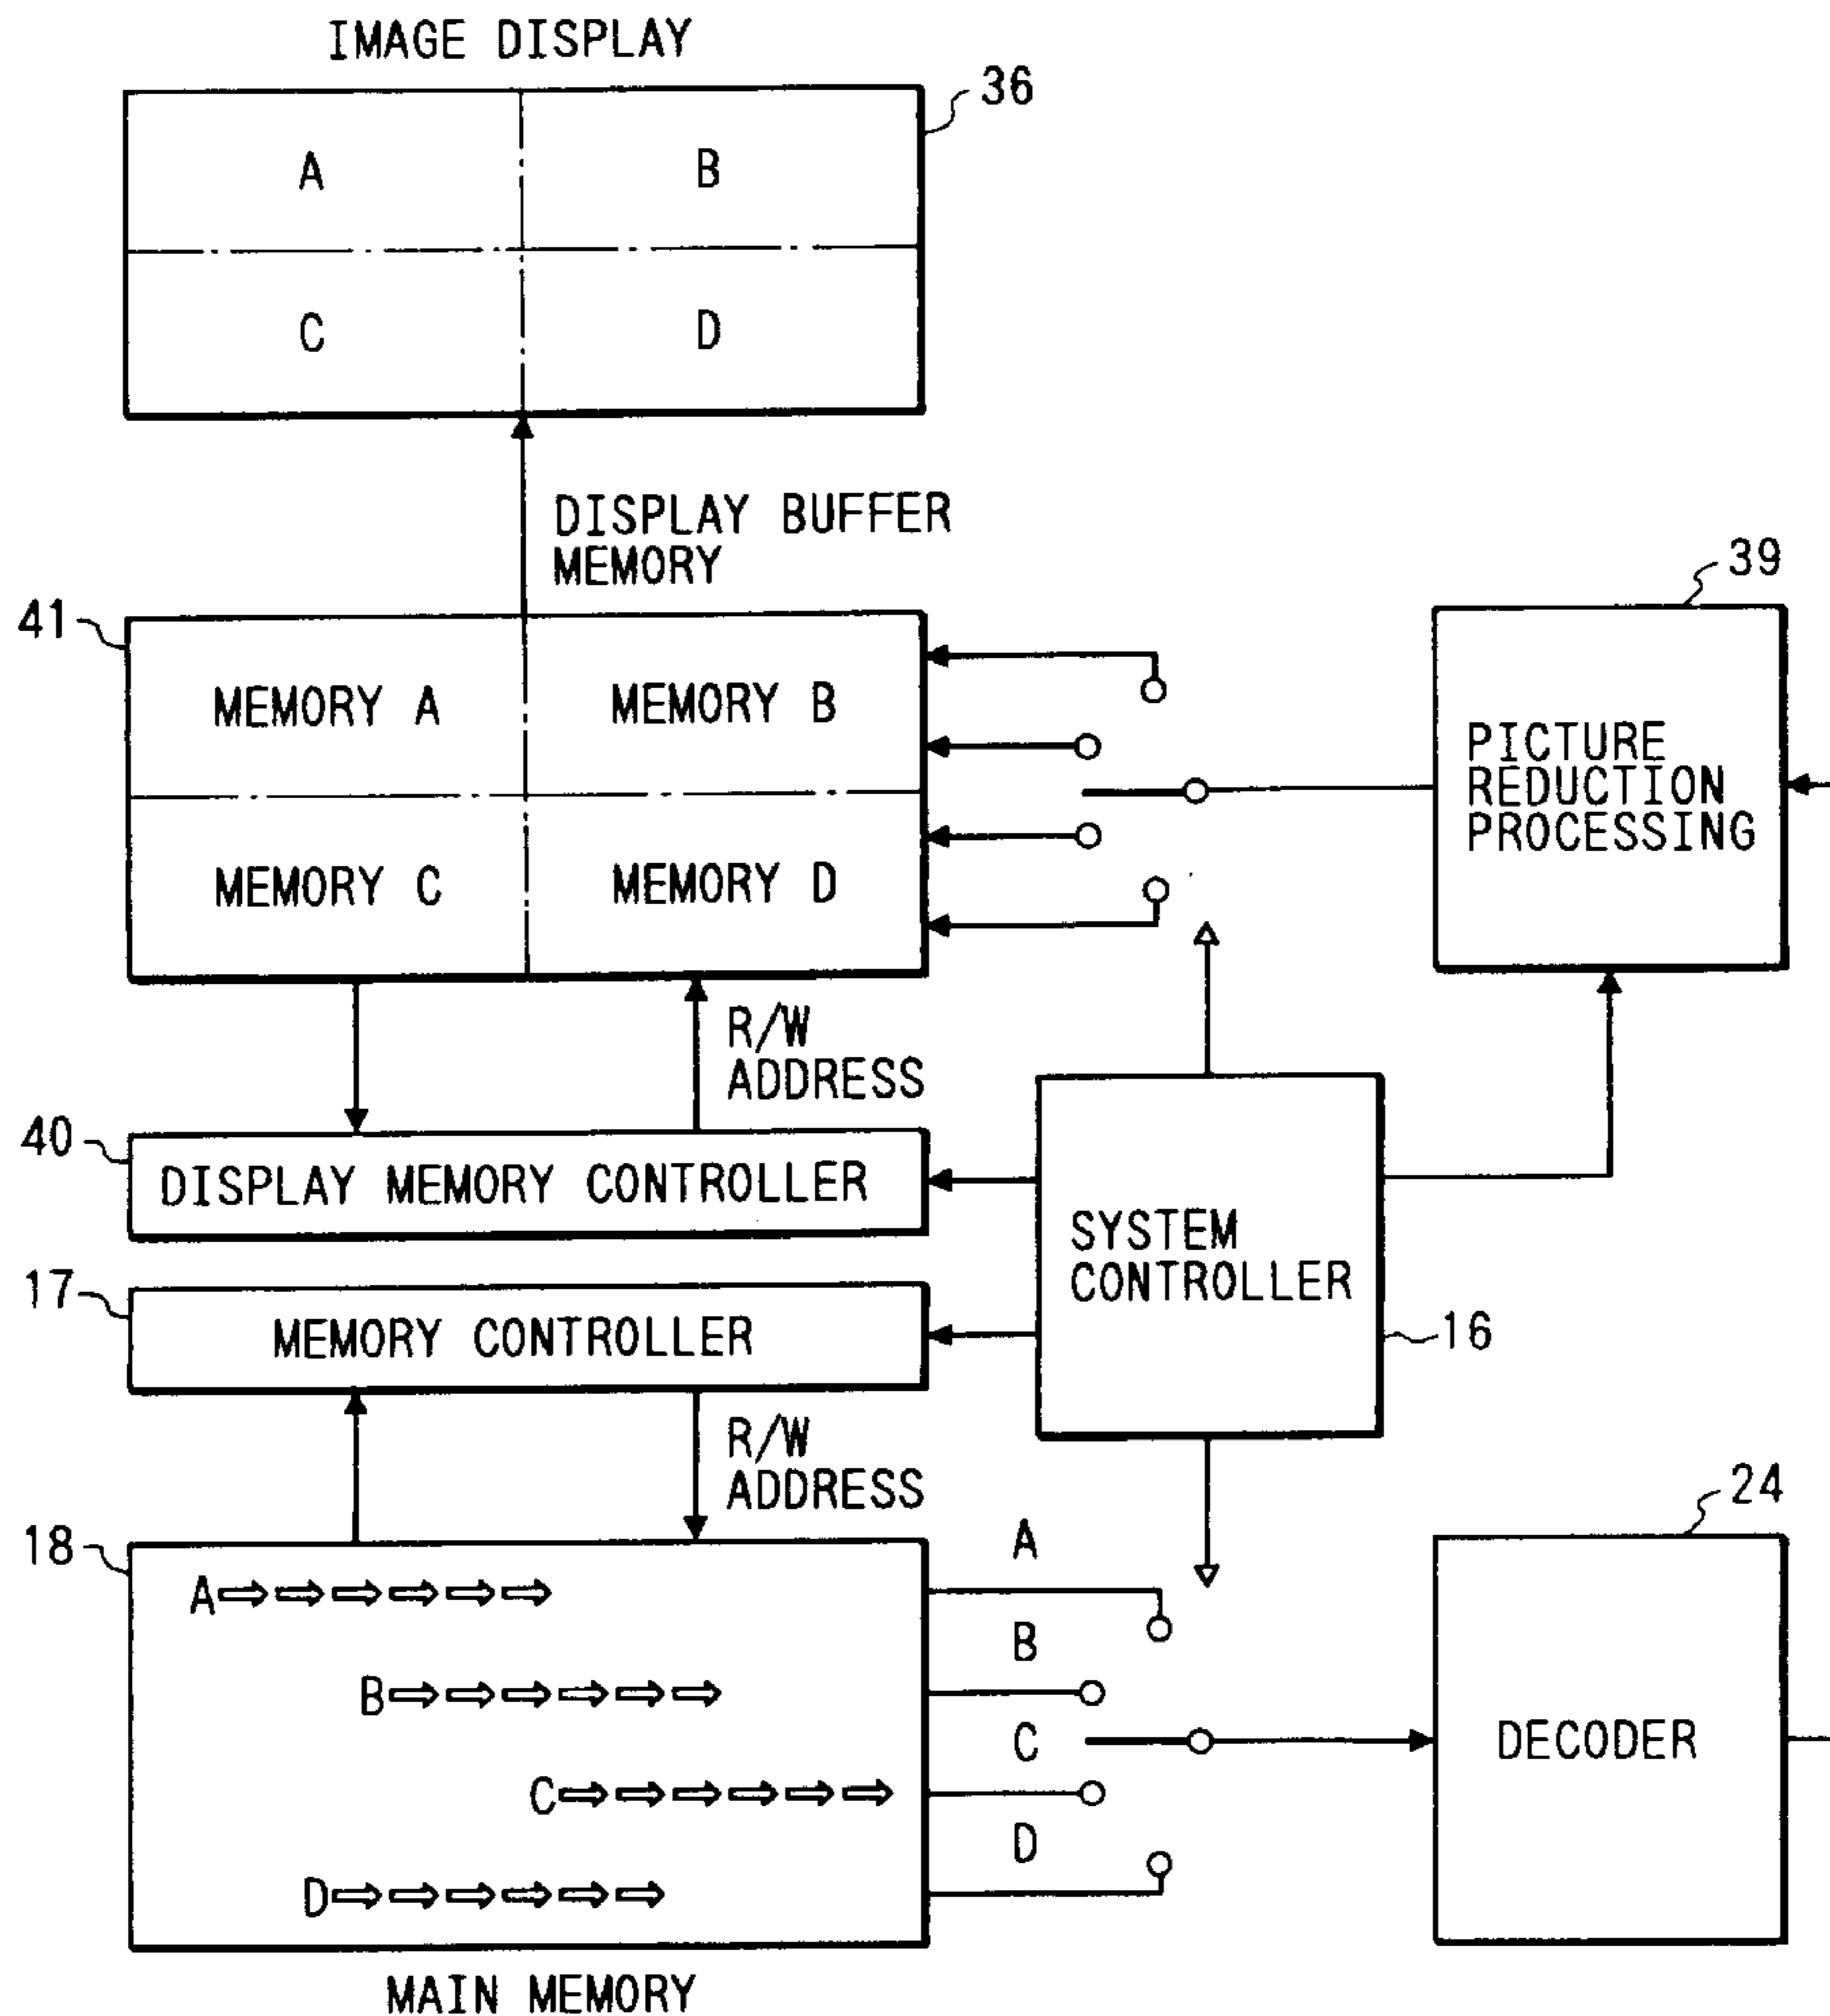 IMAGE DISPLAY
36
A
B
C
D
DISPLAY BUFFER
MEMORY
41
39
MEMORY A
MEMORY B
MEMORY C
MEMORY D
PICTURE
REDUCTION
PROCESSING
R/W
ADDRESS
40
DISPLAY MEMORY CONTROLLER
SYSTEM
CONTROLLER
16
17
MEMORY CONTROLLER
R/W
ADDRESS
18
24
A
B
C
D
A
B
C
D
DECODER
MAIN MEMORY